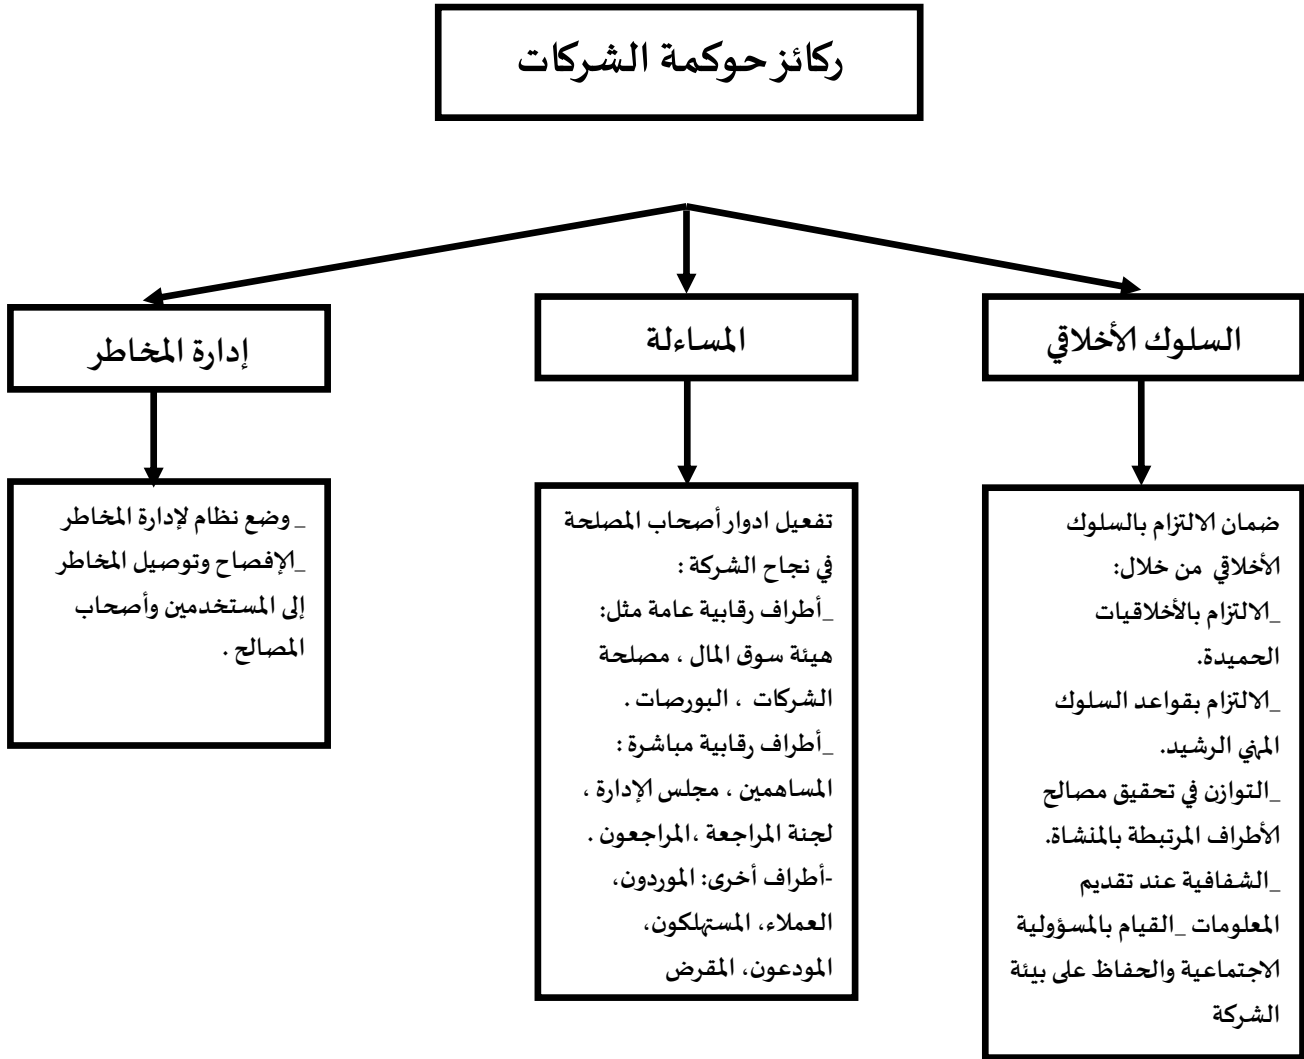 ركائز حوكمة الشركات
السلوك الأخلاقي
المساءلة
إدارة المخاطر
ضمان الالتزام بالسلوك
الأخلاقي من خلال:
_الالتزام بالأخلاقيات
الحميدة.
_الالتزام بقواعد السلوك
المهني الرشيد.
_التوازن في تحقيق مصالح
الأطراف المرتبطة بالمنشاة.
_الشفافية عند تقديم
المعلومات _القيام بالمسؤولية
الاجتماعية والحفاظ على بيئة
الشركة
تفعيل ادوار أصحاب المصلحة
في نجاح الشركة :
_أطراف رقابية عامة مثل:
هيئة سوق المال ، مصلحة
الشركات ، البورصات .
_أطراف رقابية مباشرة :
المساهمين ، مجلس الإدارة ،
لجنة المراجعة ،المراجعون .
-أطراف أخرى: الموردون،
العملاء، المستهلكون،
المودعون، المقرض
_ وضع نظام لإدارة المخاطر
_الإفصاح وتوصيل المخاطر
إلى المستخدمين وأصحاب
المصالح .